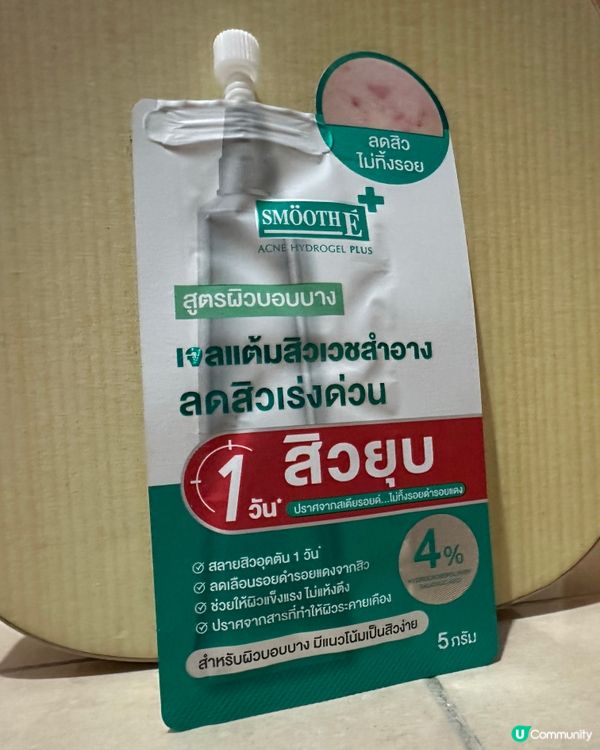 ลดสิว
ไม่ทิ้งรอย
SMÖOTH É
ACNE HYDROGEL PLUS
สูตรผิวบอบบาง
เจลแต้มสิวเวชสำอาง
ลดสิวเร่งด่วน
1 วัน*
สิวยุบ
ปราศจากสเตียรอยด์...ไม่ทิ้งรอยดำรอยแดง
สลายสิวอุดตัน 1 วัน*
ลดเลือนรอยดำรอยแดงจากสิว
ช่วยให้ผิวแข็งแรง ไม่แห้งตึง
ปราศจากสารที่ทำให้ผิวระคายเคือง
4%
สำหรับผิวบอบบาง มีแนวโน้มเป็นสิวง่าย
5 กรัม
U Community